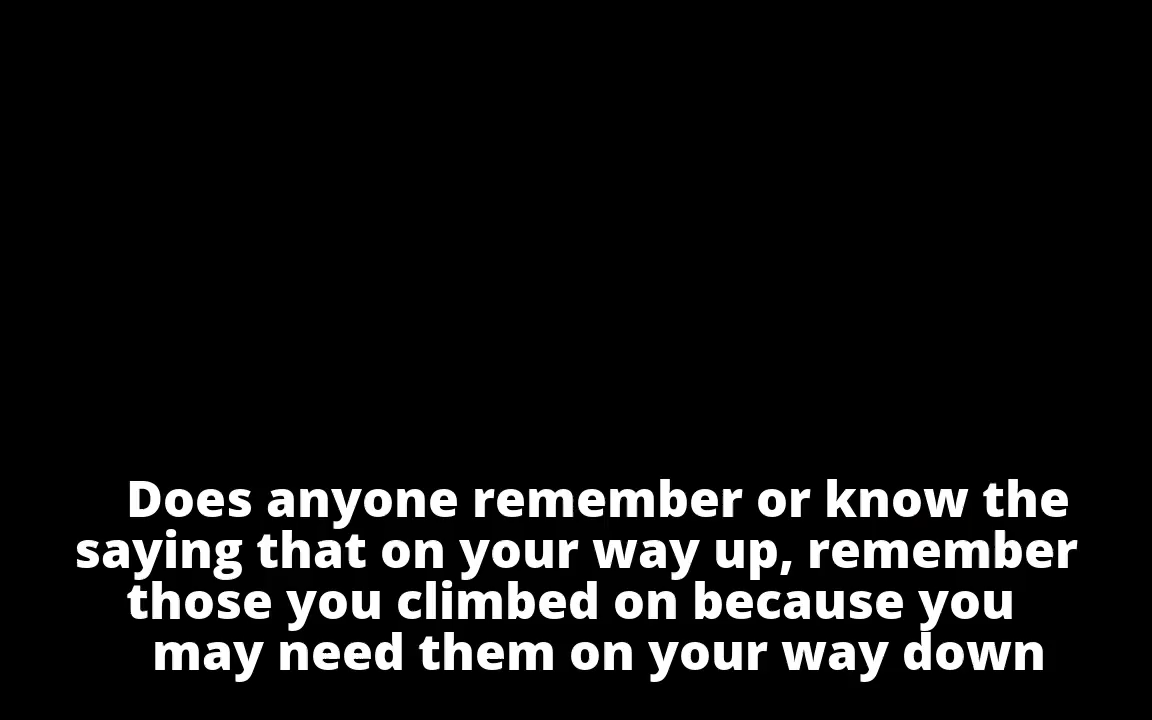 Does anyone remember or know the
saying that on your way up, remember
those you climbed on because you
may need them on your way down